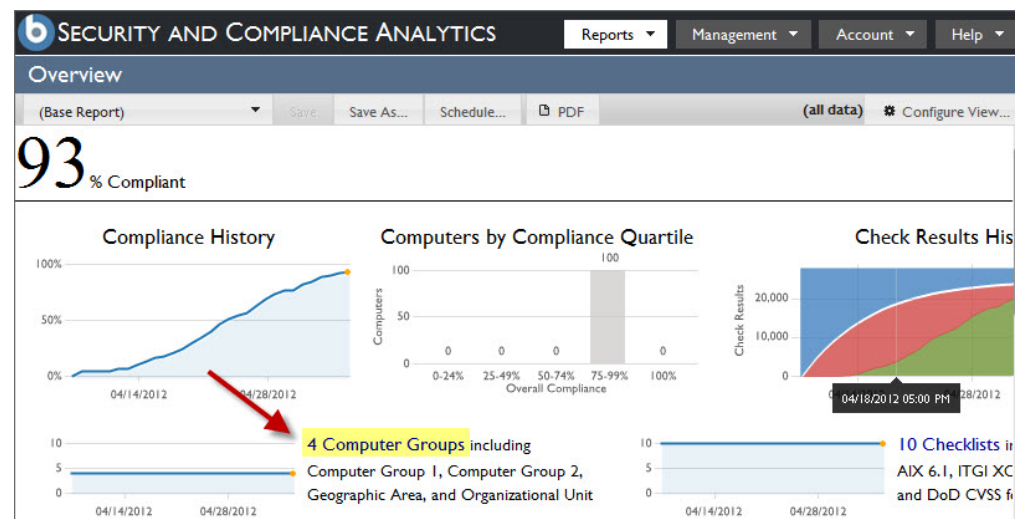 b SECURITY AND COMPLIANCE ANALYTICS Reports Management Account Help
Overview
(Base Report) Save Save As... Schedule... PDF (all data) Configure View...
93 % Compliant
Compliance History
100%
50%
0%
04/14/2012 04/28/2012
Computers by Compliance Quartile
100
100
50
0
Computers
0 0 0 0
0-24% 25-49% 50-74% 75-99% 100%
Overall Compliance
Check Results His
20,000
10,000
0
Check Results
04/18/2012 05:00 PM
/28/2012
10
5
0
04/14/2012 04/28/2012
4 Computer Groups including
Computer Group 1, Computer Group 2,
Geographic Area, and Organizational Unit
10
5
0
04/14/2012 04/28/2012
10 Checklists
AIX 6.1, ITGI XC
and DoD CVSS